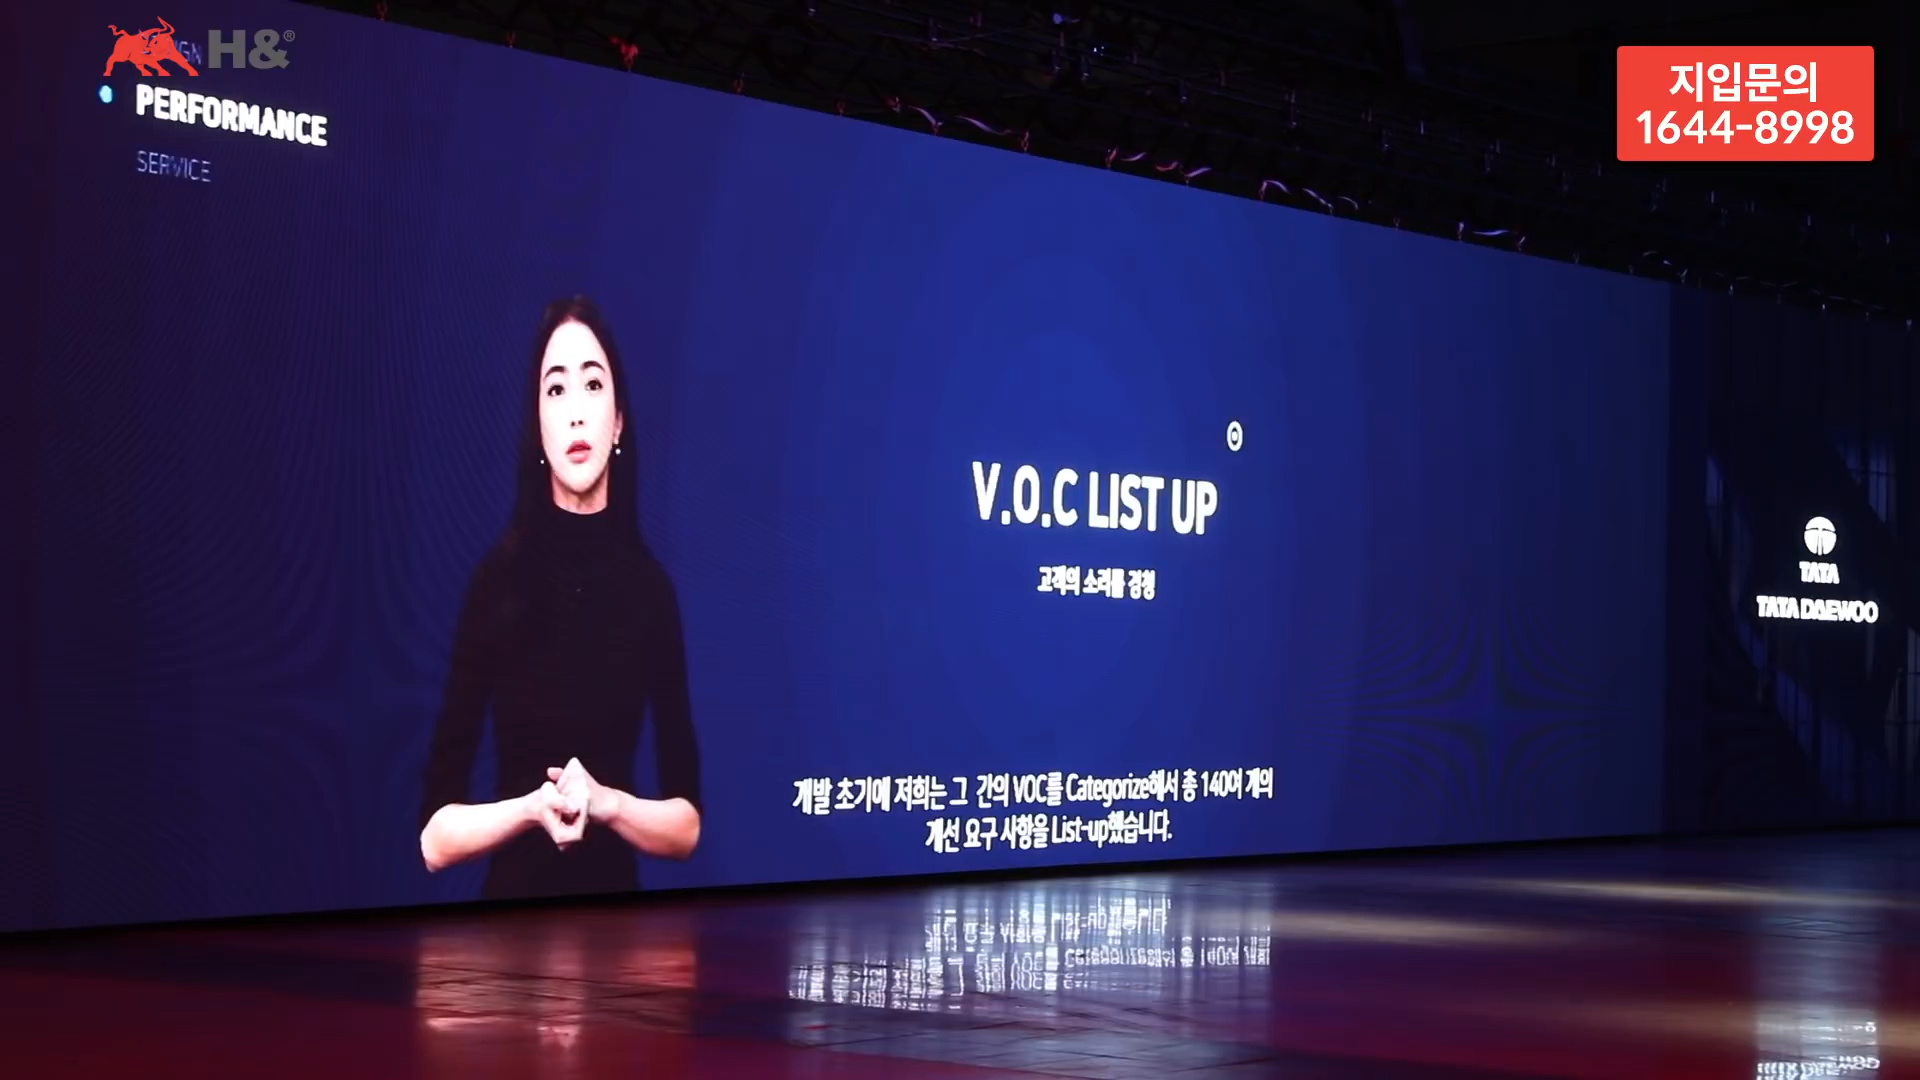 H&®
PERFORMANCE
SERVICE
지입문의
1644-8998
V.O.C LIST UP
고객의 소리를 경청
개발 초기에 저희는 그 간의 VOC를 Categorize해서 총 140여 개의
개선 요구 사항을 List-up했습니다.
TATA
TATA DAEWOO